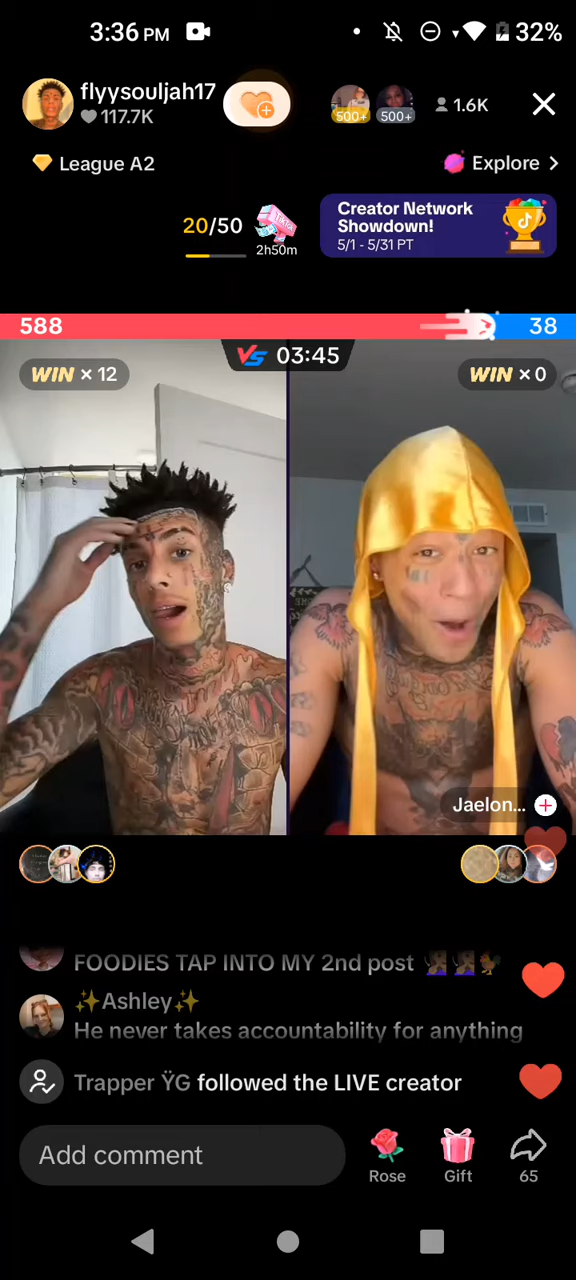 3:36 PM
32%
flyysouljah17
117.7K
500+
500+
1.6K
League A2
Explore >
20/50
2h50m
Creator Network
Showdown!
5/1 - 5/31 PT
588
38
VS 03:45
WIN × 12
WIN × 0
Jaelon...
FOODIES TAP INTO MY 2nd post
✨Ashley✨
He never takes accountability for anything
Trapper ŸG followed the LIVE creator
Add comment
Rose
Gift
65